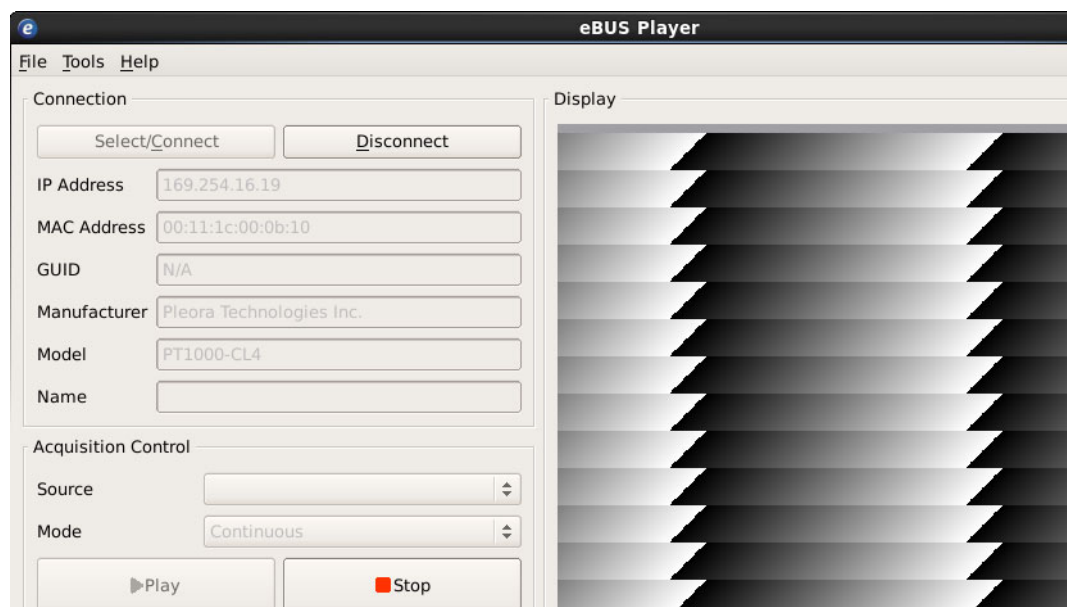 e eBUS Player
File Tools Help
Connection
Select/Connect Disconnect
IP Address 169.254.16.19
MAC Address 00:11:1c:00:0b:10
GUID N/A
Manufacturer Pleora Technologies Inc.
Model PT1000-CL4
Name
Acquisition Control
Source
Mode Continuous
Play Stop
Display